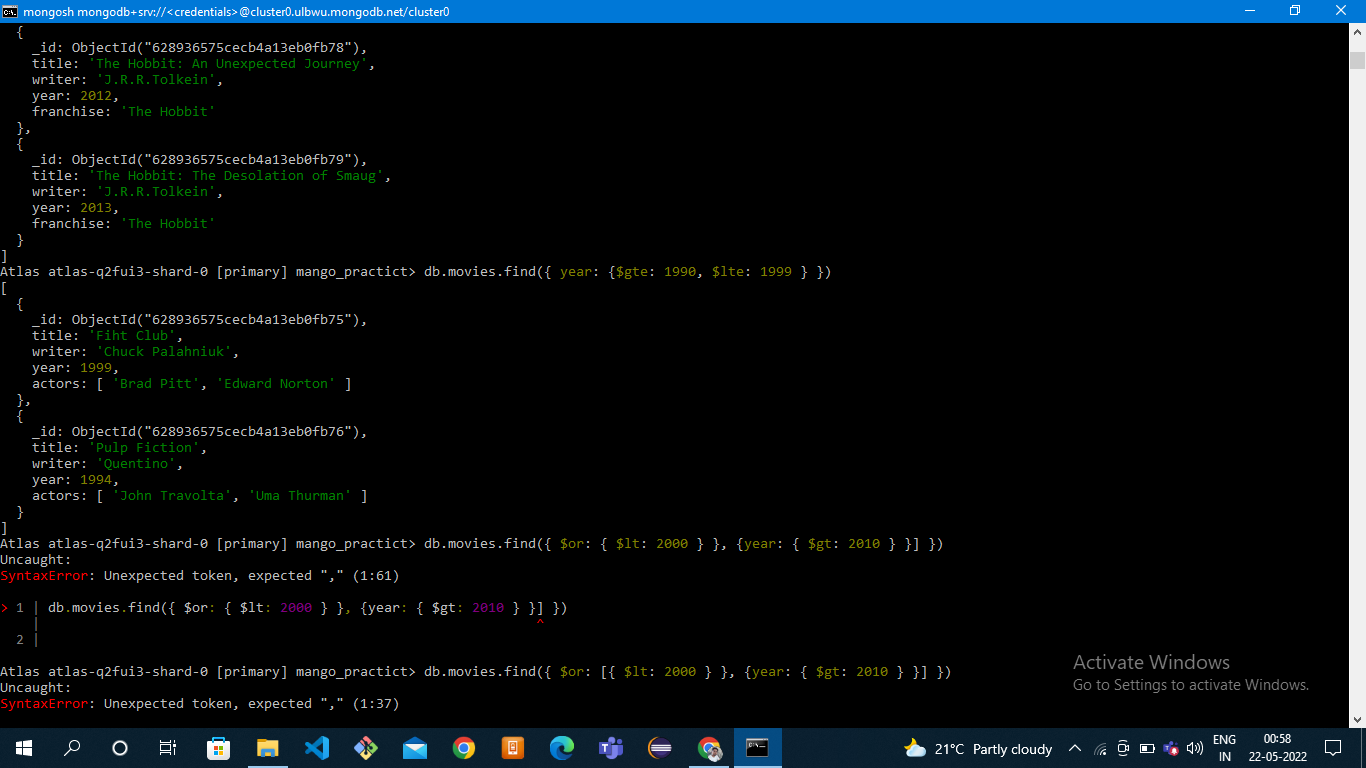 mongosh mongodb+srv://<credentials>@cluster0.ulbwu.mongodb.net/cluster0
{
_id: ObjectId("628936575cecb4a13eb0fb78"),
title: 'The Hobbit: An Unexpected Journey',
writer: 'J.R.R.Tolkein',
year: 2012,
franchise: 'The Hobbit'
},
{
_id: ObjectId("628936575cecb4a13eb0fb79"),
title: 'The Hobbit: The Desolation of Smaug',
writer: 'J.R.R.Tolkein',
year: 2013,
franchise: 'The Hobbit'
}
]
Atlas atlas-q2fui3-shard-0 [primary] mango_practict> db.movies.find({ year: {$gte: 1990, $lte: 1999 } })
[
{
_id: ObjectId("628936575cecb4a13eb0fb75"),
title: 'Fiht Club',
writer: 'Chuck Palahniuk',
year: 1999,
actors: [ 'Brad Pitt', 'Edward Norton' ]
},
{
_id: ObjectId("628936575cecb4a13eb0fb76"),
title: 'Pulp Fiction',
writer: 'Quentino',
year: 1994,
actors: [ 'John Travolta', 'Uma Thurman' ]
}
]
Atlas atlas-q2fui3-shard-0 [primary] mango_practict> db.movies.find({ $or: { $lt: 2000 } }, {year: { $gt: 2010 } }] })
Uncaught:
SyntaxError: Unexpected token, expected "," (1:61)
> 1 | db.movies.find({ $or: { $lt: 2000 } }, {year: { $gt: 2010 } }] })
| ^
2 |
Atlas atlas-q2fui3-shard-0 [primary] mango_practict> db.movies.find({ $or: [{ $lt: 2000 } }, {year: { $gt: 2010 } }] })
Uncaught:
SyntaxError: Unexpected token, expected "," (1:37)
Activate Windows
Go to Settings to activate Windows.
21°C Partly cloudy
ENG
IN
00:58
22-05-2022